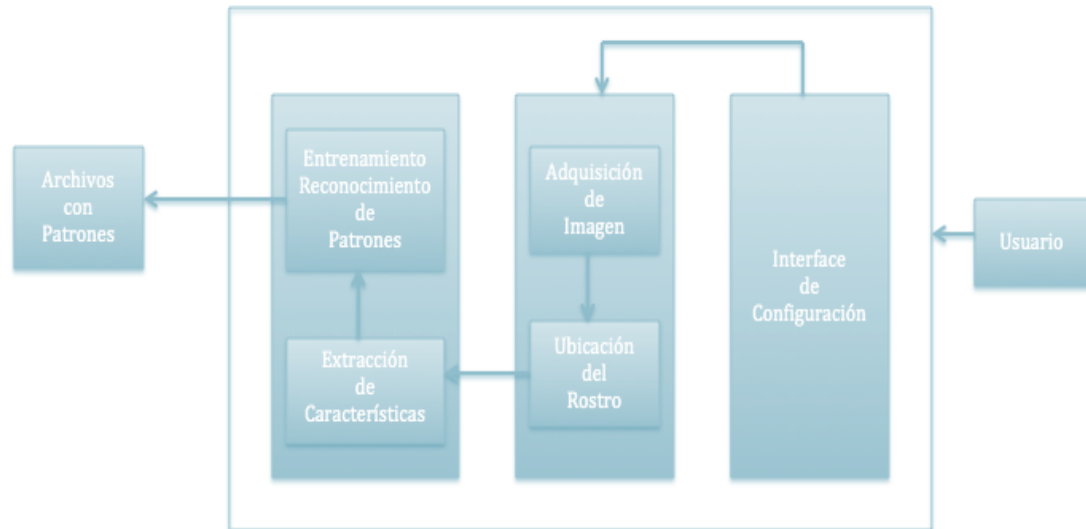 Archivos
con
Patrones
Entrenamiento
Reconocimiento
de
Patrones
Extracción
de
Características
Adquisición
de
Imagen
Ubicación
del
Rostro
Interface
de
Configuración
Usuario